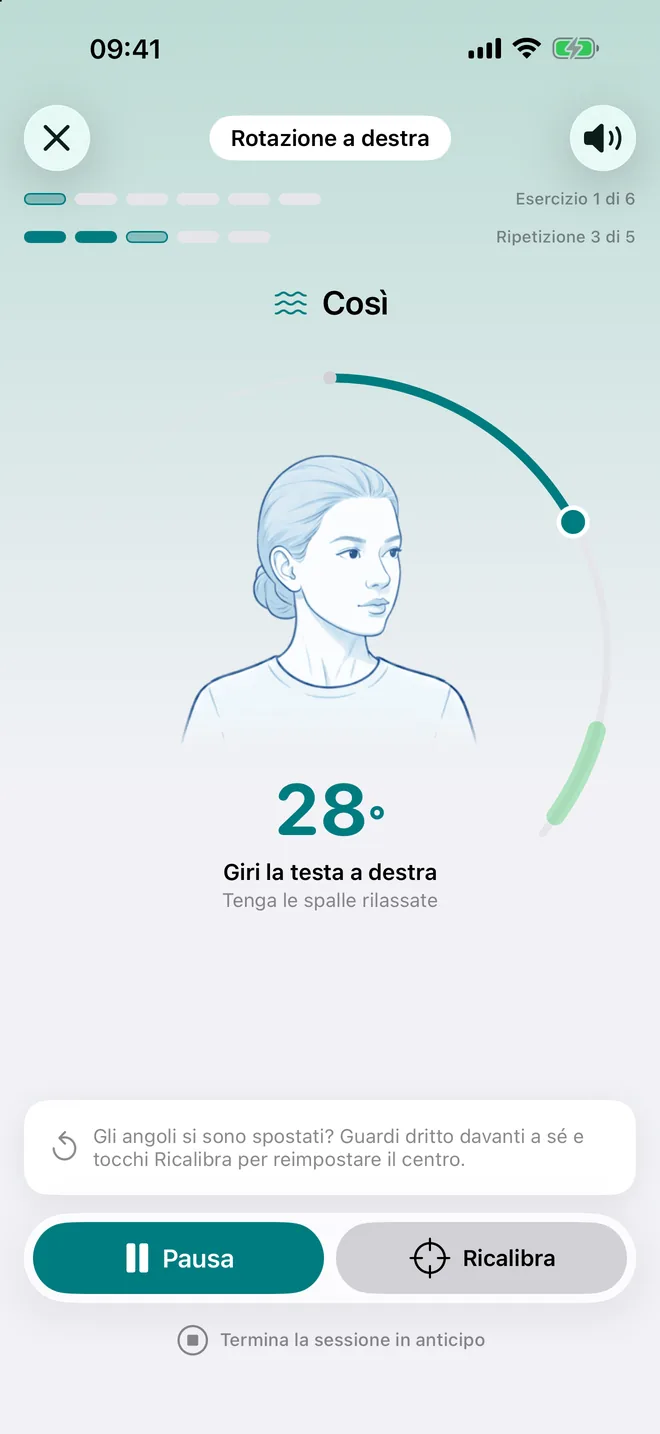 09:41
Rotazione a destra
Esercizio 1 di 6
Ripetizione 3 di 5
Così
28°
Giri la testa a destra
Tenga le spalle rilassate
Gli angoli si sono spostati? Guardi dritto davanti a sé e
tocchi Ricalibra per reimpostare il centro.
Pausa
Ricalibra
Termina la sessione in anticipo